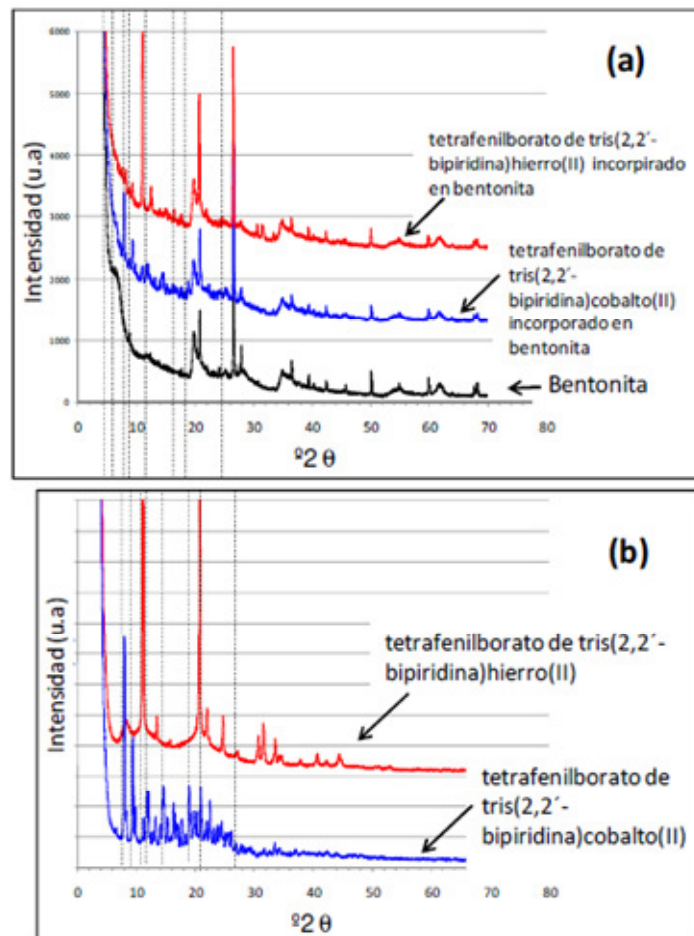 (a)
6000
5000
4000
3000
2000
1000
0
Intensidad (u.a)
tetrafenilborato de tris(2,2´-
bipiridina)hierro(II) incorpirado
en bentonita
tetrafenilborato de
tris(2,2´-
bipiridina)cobalto(II)
incorporado en
bentonita
Bentonita
0 10 20 30 40 50 60 70 80
º2 θ
(b)
Intensidad (u.a)
tetrafenilborato de tris(2,2´-
bipiridina)hierro(II)
tetrafenilborato de
tris(2,2´-
bipiridina)cobalto(II)
0 10 20 30 40 50 60 70 80
º2 θ